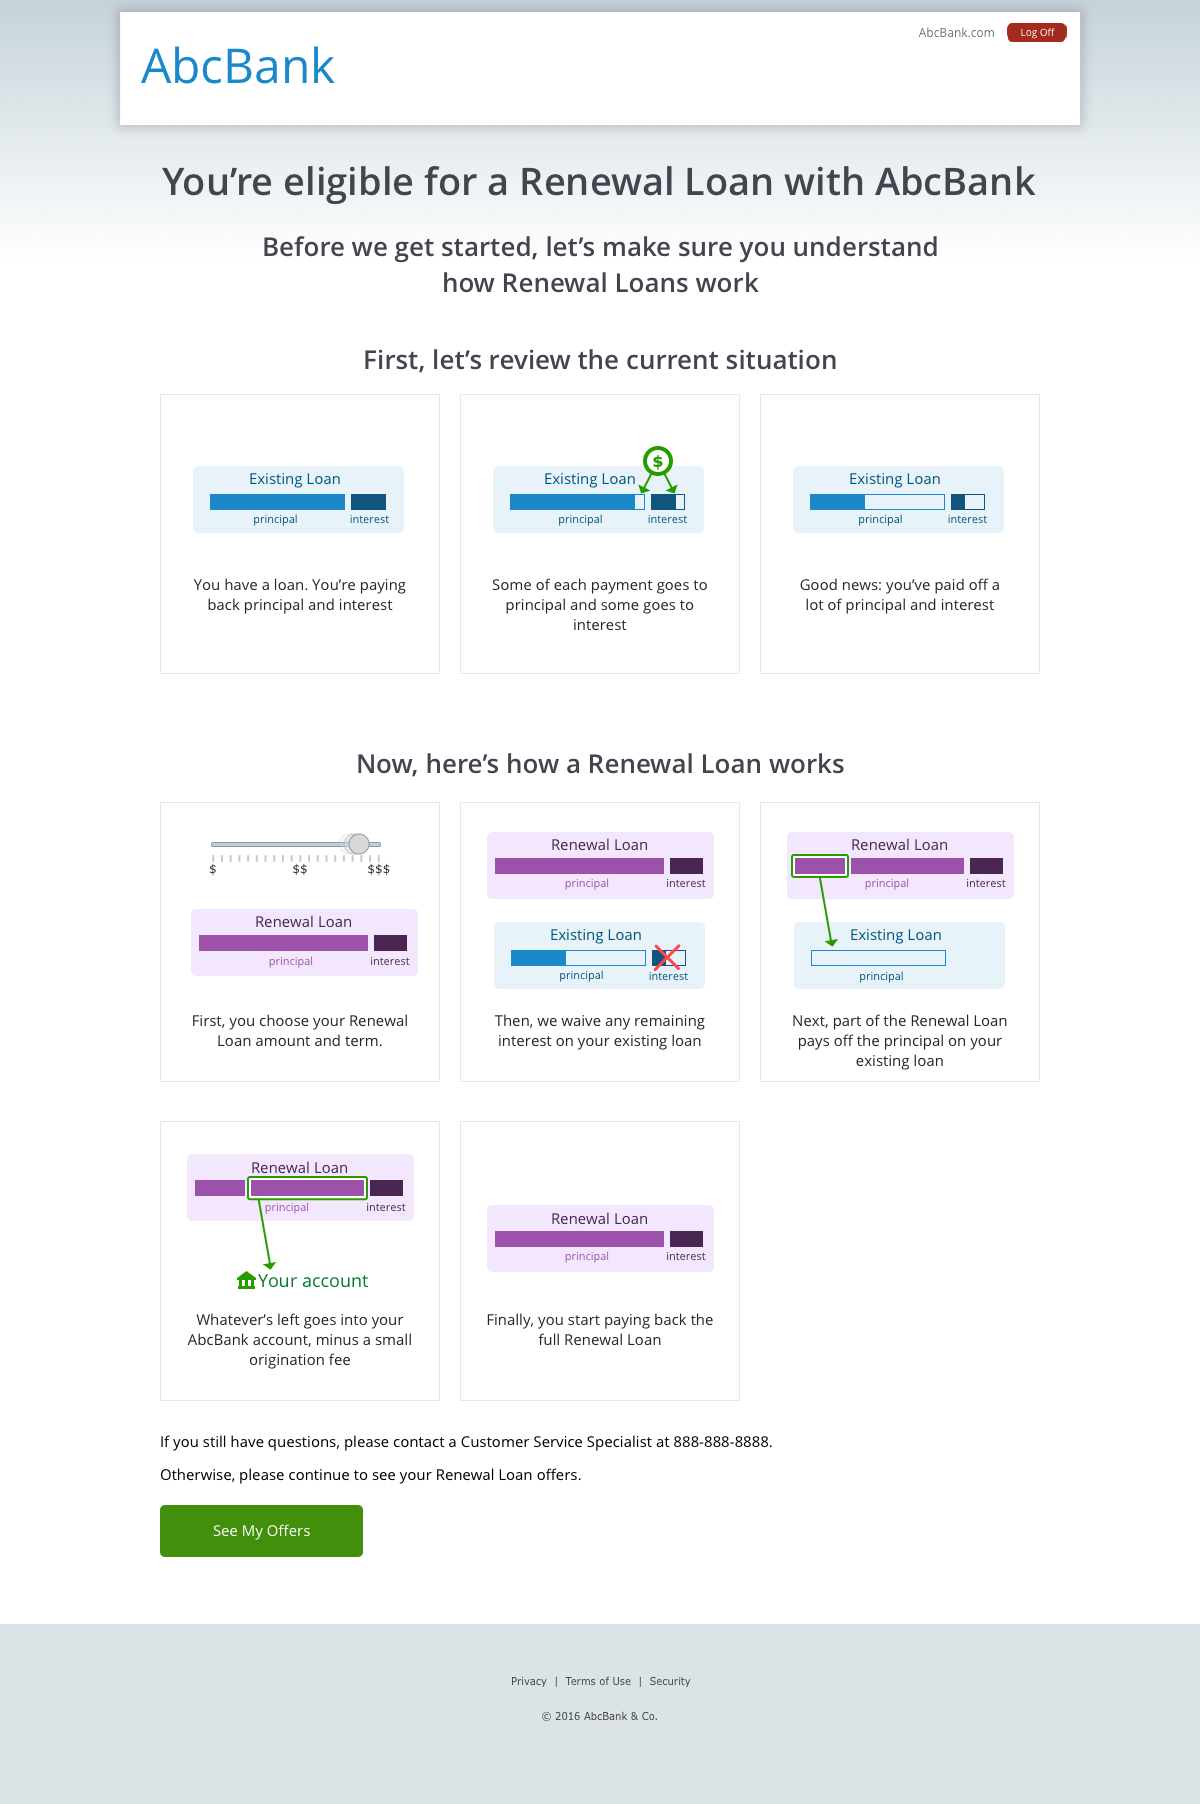 AbcBank.com
Log Off
AbcBank
You’re eligible for a Renewal Loan with AbcBank
Before we get started, let’s make sure you understand
how Renewal Loans work
First, let’s review the current situation
Existing Loan
principal
interest
You have a loan. You’re paying
back principal and interest
$
Existing Loan
principal
interest
Some of each payment goes to
principal and some goes to
interest
Existing Loan
principal
interest
Good news: you’ve paid off a
lot of principal and interest
Now, here’s how a Renewal Loan works
$
$$
$$$
Renewal Loan
principal
interest
First, you choose your Renewal
Loan amount and term.
Renewal Loan
principal
interest
Existing Loan
principal
interest
Then, we waive any remaining
interest on your existing loan
Renewal Loan
principal
interest
Existing Loan
principal
Next, part of the Renewal Loan
pays off the principal on your
existing loan
Renewal Loan
principal
interest
Your account
Whatever’s left goes into your
AbcBank account, minus a small
origination fee
Renewal Loan
principal
interest
Finally, you start paying back the
full Renewal Loan
If you still have questions, please contact a Customer Service Specialist at 888-888-8888.
Otherwise, please continue to see your Renewal Loan offers.
See My Offers
Privacy | Terms of Use | Security
© 2016 AbcBank & Co.